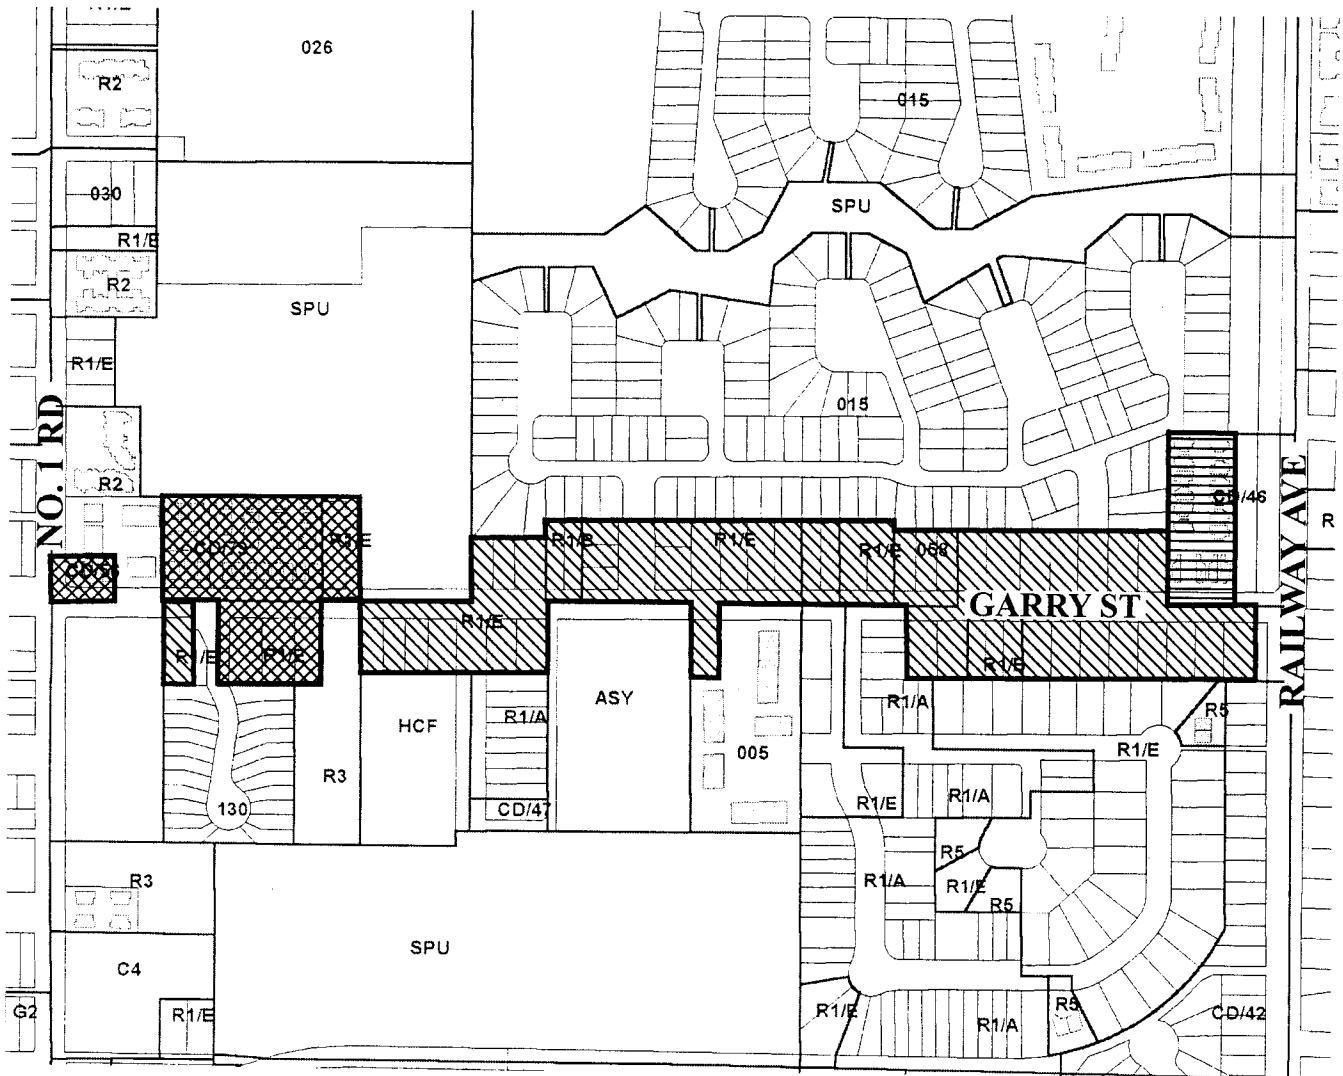 026
R2
015
030
SPU
R1/E
R2
SPU
R1/E
015
NO. 1 RD
R2
CD/46
RAILWAY AVE
R
R1/E
R1/E
R1/E
058
GARRY ST
R1/E
R1/E
R1/E
R1/E
ASY
R1/A
R5
HCF
R1/A
005
R1/E
R3
R1/E
R1/A
130
CD/47
R5
R3
R1/A
R1/E
R5
SPU
C4
R5
G2
R1/E
R1/E
R1/A
CD/42